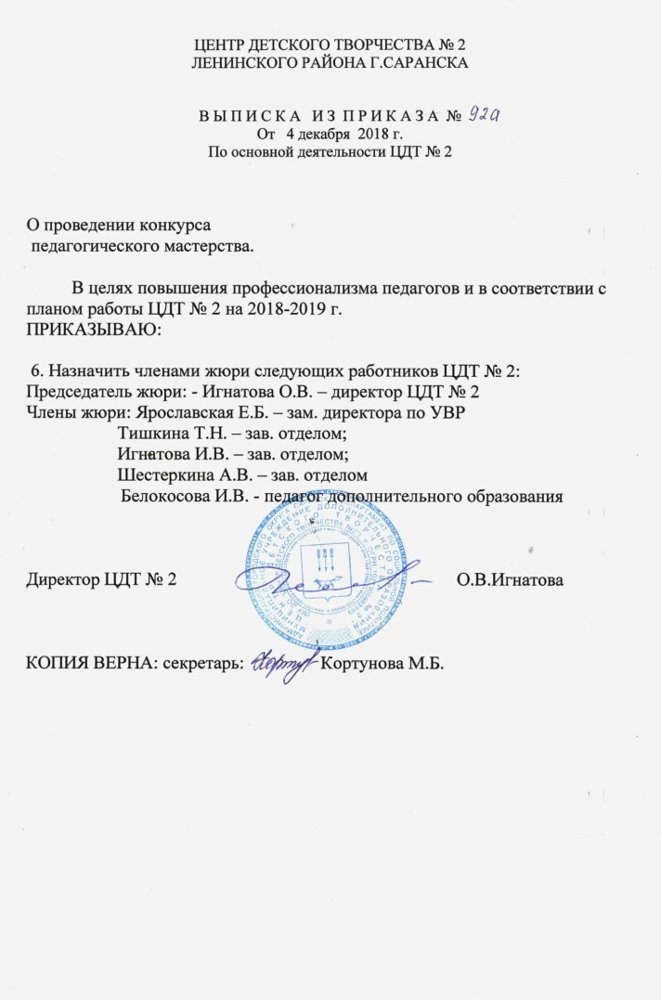 ЦЕНТР ДЕТСКОГО ТВОРЧЕСТВА № 2
ЛЕНИНСКОГО РАЙОНА Г.САРАНСКА
В Ы П И С К А И З П Р И К А З А № 92а
От 4 декабря 2018 г.
По основной деятельности ЦДТ № 2
О проведении конкурса
педагогического мастерства.
В целях повышения профессионализма педагогов и в соответствии с
планом работы ЦДТ № 2 на 2018-2019 г.
ПРИКАЗЫВАЮ:
6. Назначить членами жюри следующих работников ЦДТ № 2:
Председатель жюри: - Игнатова О.В. – директор ЦДТ № 2
Члены жюри: Ярославская Е.Б. – зам. директора по УВР
Тишкина Т.Н. – зав. отделом;
Игнатова И.В. – зав. отделом;
Шестеркина А.В. – зав. отделом
Белокосова И.В. - педагог дополнительного образования
Директор ЦДТ № 2 О.В.Игнатова
КОПИЯ ВЕРНА: секретарь: Кортунова М.Б.